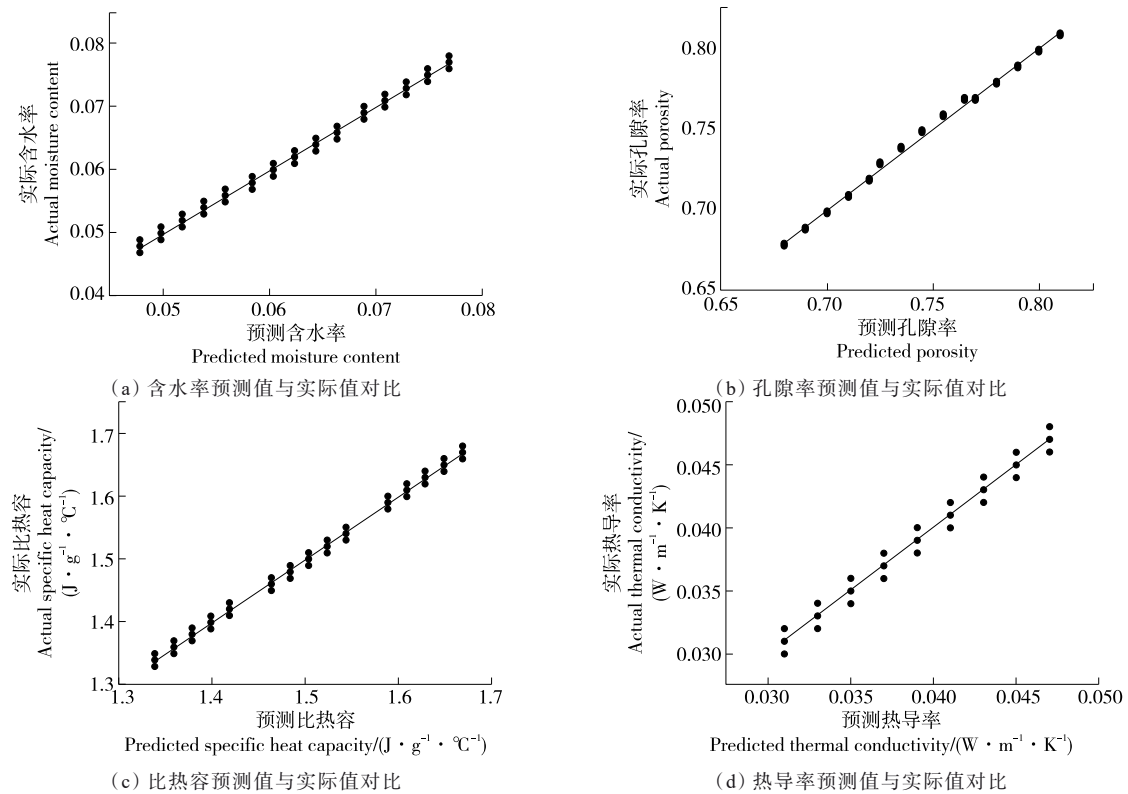 0.08
0.07
0.06
0.05
0.04
实际含水率
Actual moisture content
0.05 0.06 0.07 0.08
预测含水率
Predicted moisture content
（a）含水率预测值与实际值对比
0.80
0.75
0.70
0.65
实际孔隙率
Actual porosity
0.65 0.70 0.75 0.80
预测孔隙率
Predicted porosity
（b）孔隙率预测值与实际值对比
1.7
1.6
1.5
1.4
1.3
实际比热容
Actual specific heat capacity/
(J·g⁻¹·℃⁻¹)
1.3 1.4 1.5 1.6 1.7
预测比热容
Predicted specific heat capacity/(J·g⁻¹·℃⁻¹)
（c）比热容预测值与实际值对比
0.050
0.045
0.040
0.035
0.030
实际热导率
Actual thermal conductivity/
(W·m⁻¹·K⁻¹)
0.030 0.035 0.040 0.045 0.050
预测热导率
Predicted thermal conductivity/(W·m⁻¹·K⁻¹)
（d）热导率预测值与实际值对比